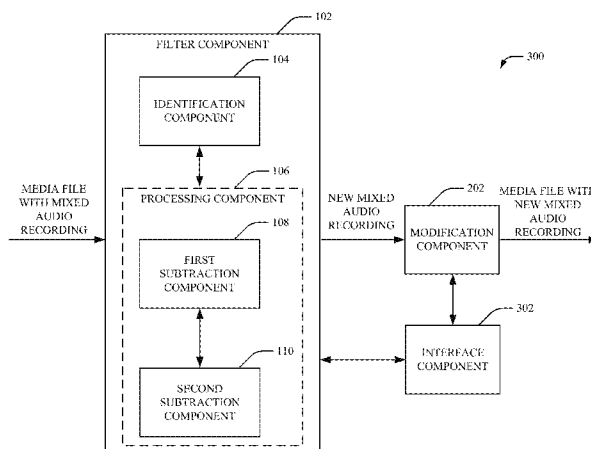 102
FILTER COMPONENT
104
300
IDENTIFICATION
COMPONENT
106
MEDIA FILE
WITH MIXED
AUDIO
RECORDING
PROCESSING COMPONENT
108
FIRST
SUBTRACTION
COMPONENT
110
SECOND
SUBTRACTION
COMPONENT
NEW MIXED
AUDIO
RECORDING
202
MODIFICATION
COMPONENT
MEDIA FILE WITH
NEW MIXED
AUDIO
RECORDING
302
INTERFACE
COMPONENT